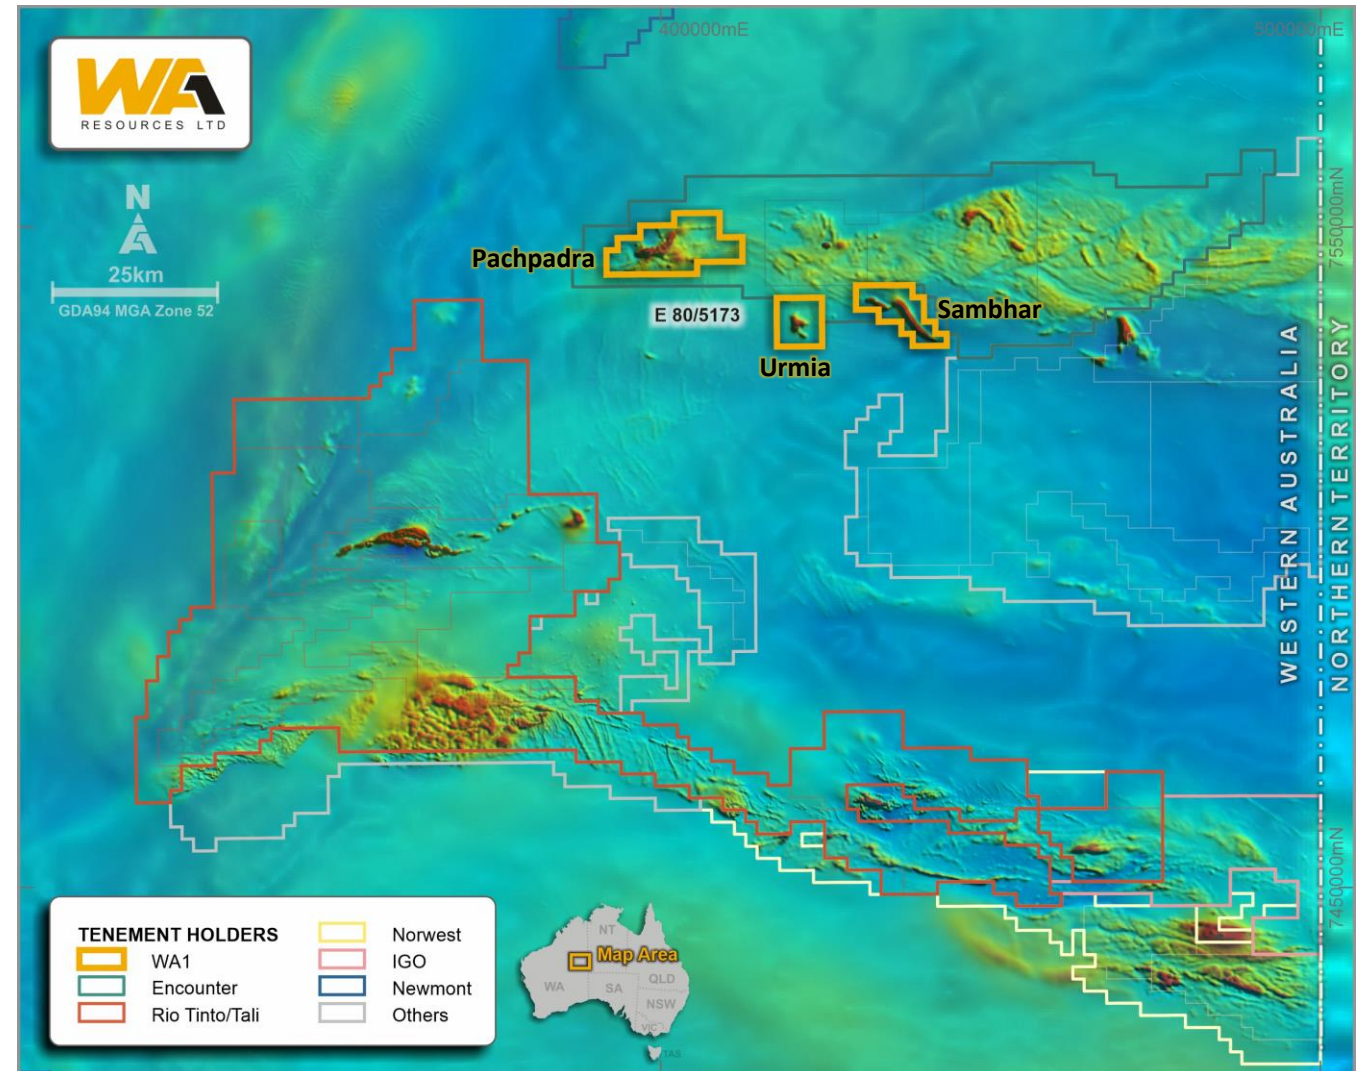 400000mE
500000mE
WA
RESOURCES LTD
N
25km
GDA94 MGA Zone 52
7550000mN
Pachpadra
E 80/5173
Sambhar
Urmia
WESTERN AUSTRALIA
NORTHERN TERRITORY
7450000mN
TENEMENT HOLDERS
WA1
Encounter
Rio Tinto/Tali
Norwest
IGO
Newmont
Others
NT
Map Area
WA
QLD
SA
NSW
VIC
TAS